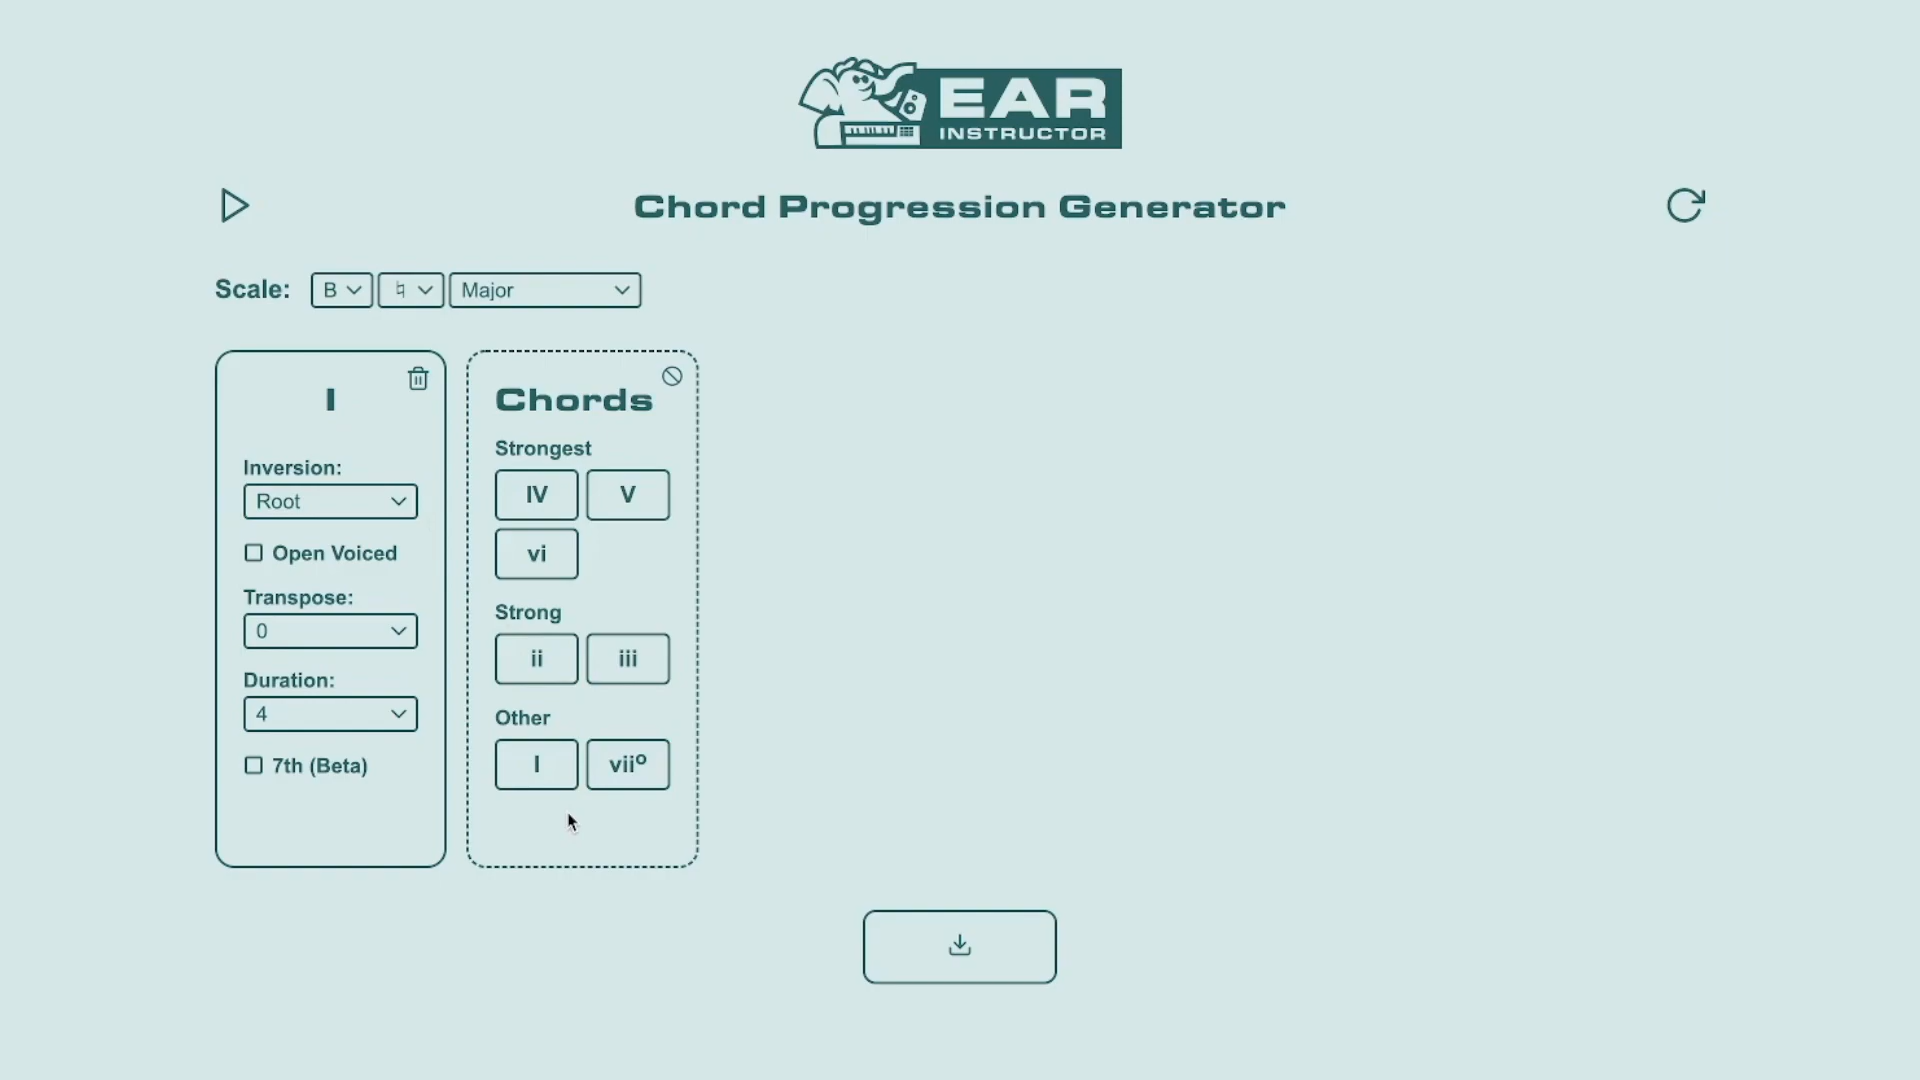 EAR
INSTRUCTOR
Chord Progression Generator
Scale: B ♮ Major
I
Inversion:
Root
Open Voiced
Transpose:
0
Duration:
4
7th (Beta)
Chords
Strongest
IV V
vi
Strong
ii iii
Other
I viiº